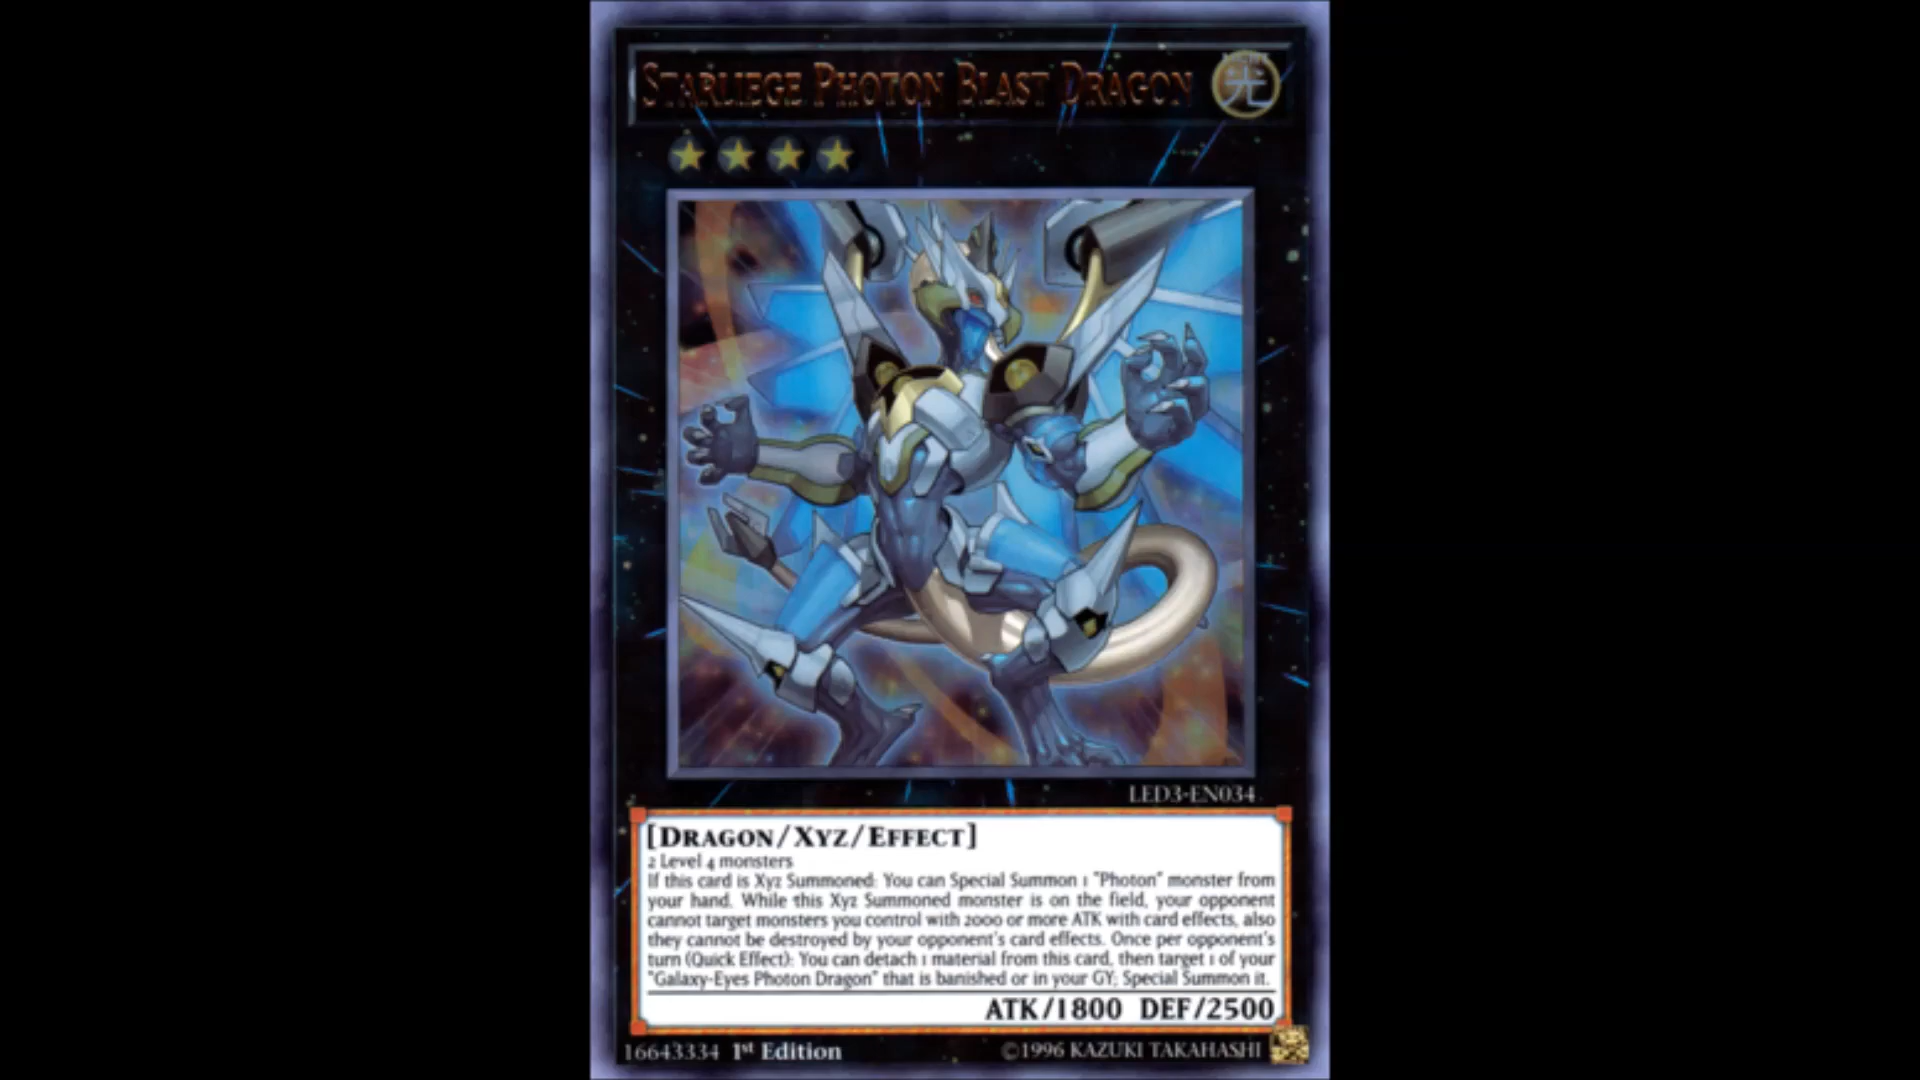 STARLIEGE PHOTON BLAST DRAGON
光
LED3-EN034
[DRAGON/XYZ/EFFECT]
2 Level 4 monsters
If this card is Xyz Summoned: You can Special Summon 1 "Photon" monster from
your hand. While this Xyz Summoned monster is on the field, your opponent
cannot target monsters you control with 2000 or more ATK with card effects, also
they cannot be destroyed by your opponent's card effects. Once per opponent's
turn (Quick Effect): You can detach 1 material from this card, then target 1 of your
"Galaxy-Eyes Photon Dragon" that is banished or in your GY; Special Summon it.
ATK/1800 DEF/2500
16643334 1st Edition ©1996 KAZUKI TAKAHASHI